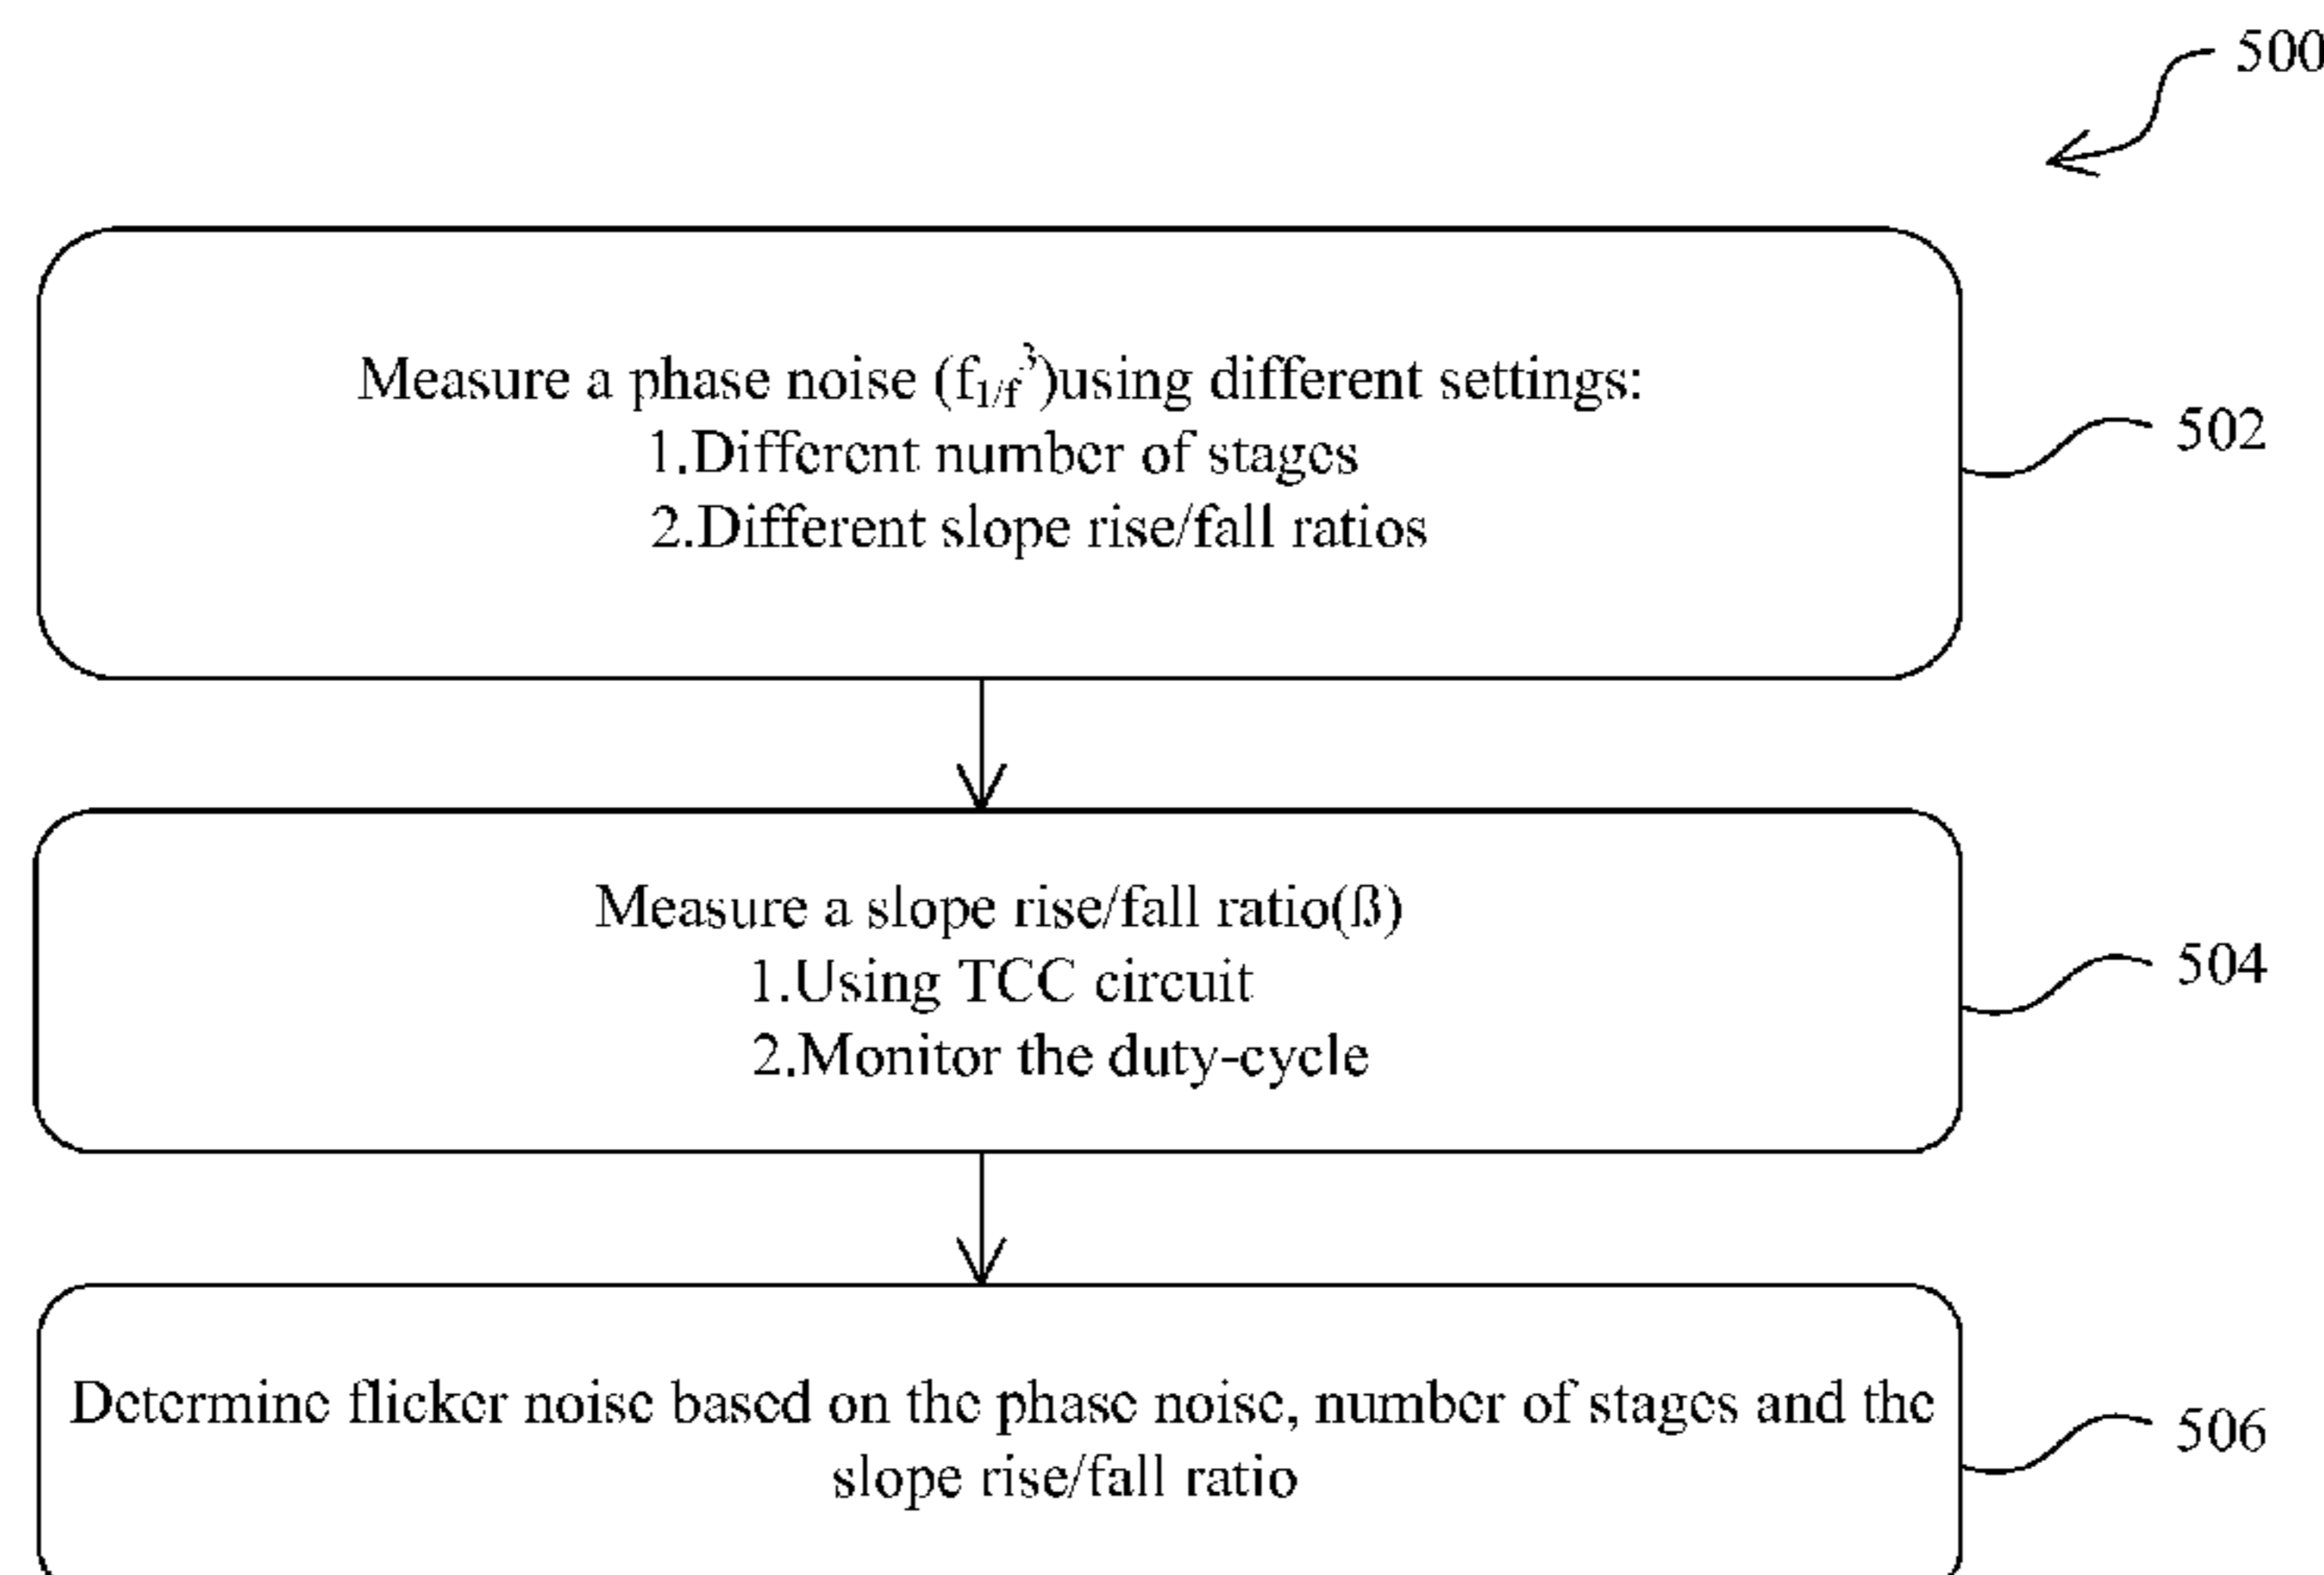 500
Measure a phase noise (f1/f³)using different settings:
1.Different number of stages
2.Different slope rise/fall ratios
502
Measure a slope rise/fall ratio(ß)
1.Using TCC circuit
2.Monitor the duty-cycle
504
Determine flicker noise based on the phase noise, number of stages and the
slope rise/fall ratio
506